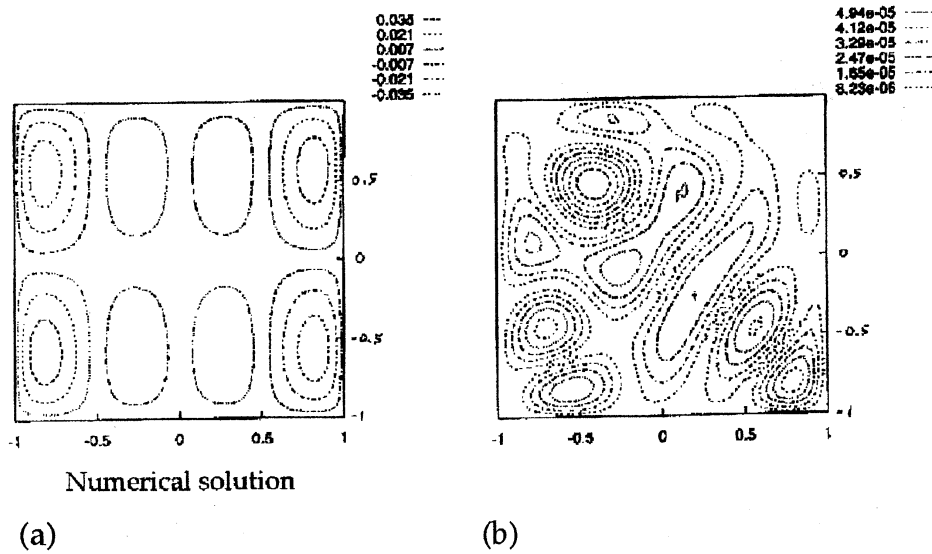 0.035
0.021
0.007
-0.007
-0.021
-0.035
0.5
0
-0.5
-1
-1 -0.5 0 0.5 1
Numerical solution
(a)
4.94e-05
4.12e-05
3.29e-05
2.47e-05
1.65e-05
8.23e-06
0.5
0
-0.5
-1
-1 -0.5 0 0.5 1
(b)